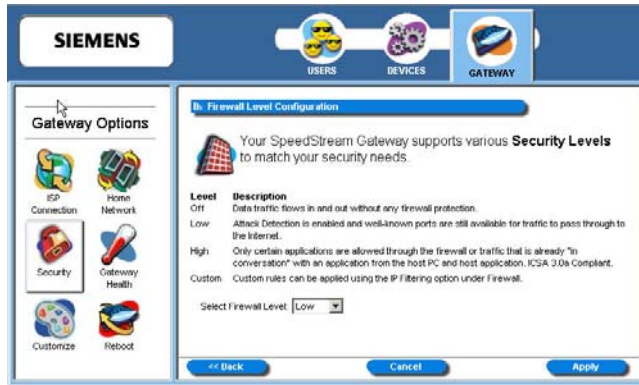 SIEMENS
USERS
DEVICES
GATEWAY
Gateway Options
ISP
Connection
Home
Network
Security
Gateway
Health
Customize
Reboot
Firewall Level Configuration
Your SpeedStream Gateway supports various Security Levels
to match your security needs.
Level Description
Off Data traffic flows in and out without any firewall protection.
Low Attack Detection is enabled and well-known ports are still available for traffic to pass through to
the Internet.
High Only certain applications are allowed through the firewall or traffic that is already "in
conversation" with an application from the host PC and host application. ICSA 3.0a Compliant.
Custom Custom rules can be applied using the IP Filtering option under Firewall.
Select Firewall Level: Low
<< Back
Cancel
Apply